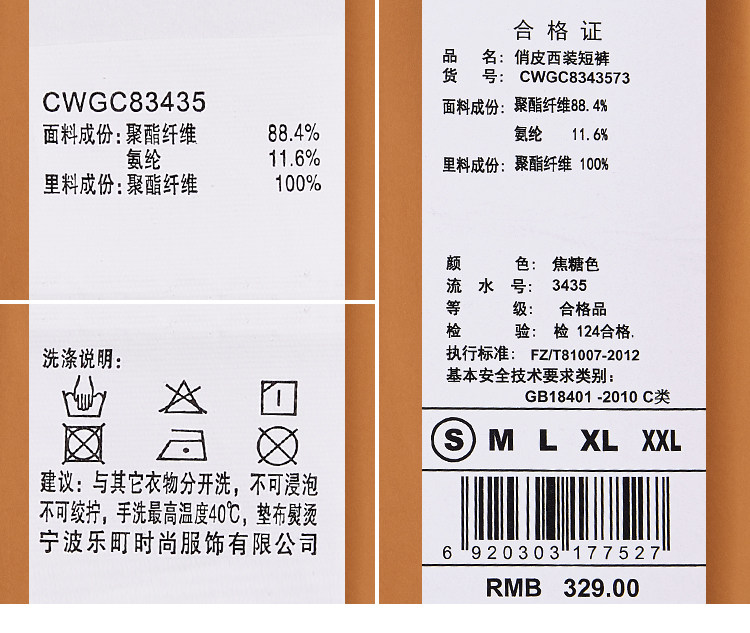 CWGC83435
面料成份: 聚酯纤维 88.4%
氨纶 11.6%
里料成份: 聚酯纤维 100%
洗涤说明:
建议: 与其它衣物分开洗, 不可浸泡
不可绞拧, 手洗最高温度40℃, 垫布熨烫
宁波乐町时尚服饰有限公司
合格证
品 名: 俏皮西装短裤
货 号: CWGC8343573
面料成份: 聚酯纤维88.4%
氨纶 11.6%
里料成份: 聚酯纤维 100%
颜 色: 焦糖色
流 水 号: 3435
等 级: 合格品
检 验: 检 124合格.
执行标准: FZ/T81007-2012
基本安全技术要求类别:
GB18401 -2010 C类
S M L XL XXL
6 920303 177527
RMB 329.00